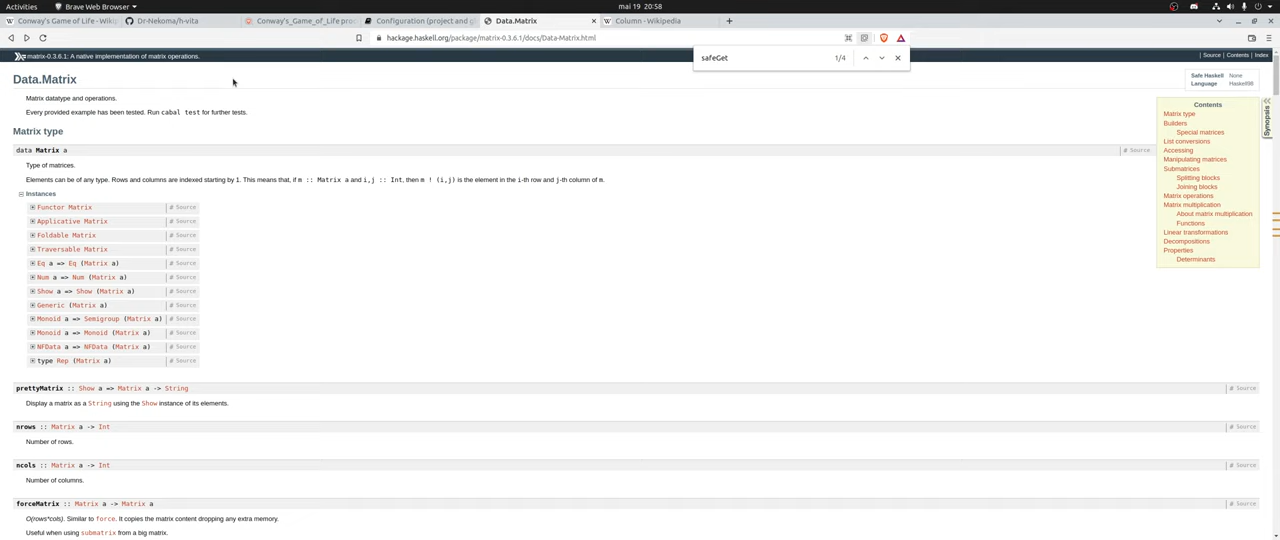 Activities
Brave Web Browser
mai 19 20:58
Conway's Game of Life - Wikip
Dr-Nekoma/h-vita
Conway's_Game_of_Life pro
Configuration (project and g
Data.Matrix
Column - Wikipedia
hackage.haskell.org/package/matrix-0.3.6.1/docs/Data-Matrix.html
safeGet
1/4
matrix-0.3.6.1: A native implementation of matrix operations.
| Source | Contents | Index
Data.Matrix
Safe Haskell None
Language Haskell98
Matrix datatype and operations.
Every provided example has been tested. Run cabal test for further tests.
Matrix type
data Matrix a
# Source
Type of matrices.
Elements can be of any type. Rows and columns are indexed starting by 1. This means that, if m :: Matrix a and i,j :: Int, then m ! (i,j) is the element in the i-th row and j-th column of m.
Instances
Functor Matrix # Source
Applicative Matrix # Source
Foldable Matrix # Source
Traversable Matrix # Source
Eq a => Eq (Matrix a) # Source
Num a => Num (Matrix a) # Source
Show a => Show (Matrix a) # Source
Generic (Matrix a) # Source
Monoid a => Semigroup (Matrix a) # Source
Monoid a => Monoid (Matrix a) # Source
NFData a => NFData (Matrix a) # Source
type Rep (Matrix a) # Source
prettyMatrix :: Show a => Matrix a -> String # Source
Display a matrix as a String using the Show instance of its elements.
nrows :: Matrix a -> Int # Source
Number of rows.
ncols :: Matrix a -> Int # Source
Number of columns.
forceMatrix :: Matrix a -> Matrix a # Source
O(rows*cols). Similar to force. It copies the matrix content dropping any extra memory.
Useful when using submatrix from a big matrix.
Contents
Matrix type
Builders
Special matrices
List conversions
Accessing
Manipulating matrices
Submatrices
Splitting blocks
Joining blocks
Matrix operations
Matrix multiplication
About matrix multiplication
Functions
Linear transformations
Decompositions
Properties
Determinants
Synopsis